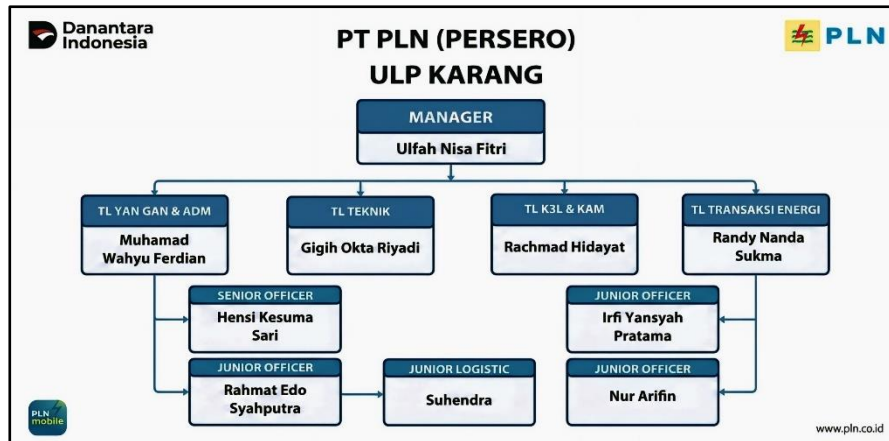 Danantara
Indonesia
PT PLN (PERSERO)
ULP KARANG
PLN
MANAGER
Ulfah Nisa Fitri
TL YAN GAN & ADM
Muhamad
Wahyu Ferdian
TL TEKNIK
Gigih Okta Riyadi
TL K3L & KAM
Rachmad Hidayat
TL TRANSAKSI ENERGI
Randy Nanda
Sukma
SENIOR OFFICER
Hensi Kesuma
Sari
JUNIOR OFFICER
Irfi Yansyah
Pratama
JUNIOR OFFICER
Rahmat Edo
Syahputra
JUNIOR LOGISTIC
Suhendra
JUNIOR OFFICER
Nur Arifin
PLN
mobile
www.pln.co.id